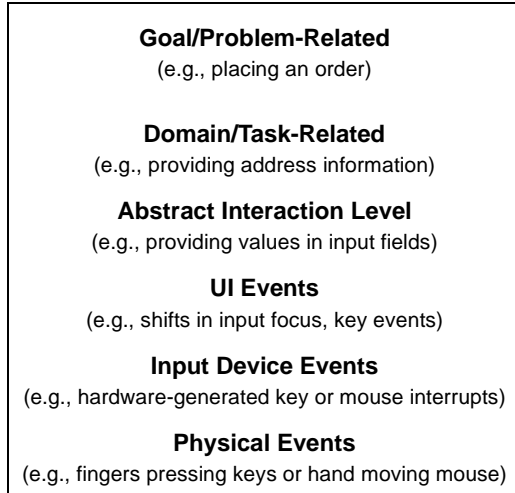 Goal/Problem-Related
(e.g., placing an order)
Domain/Task-Related
(e.g., providing address information)
Abstract Interaction Level
(e.g., providing values in input fields)
UI Events
(e.g., shifts in input focus, key events)
Input Device Events
(e.g., hardware-generated key or mouse interrupts)
Physical Events
(e.g., fingers pressing keys or hand moving mouse)